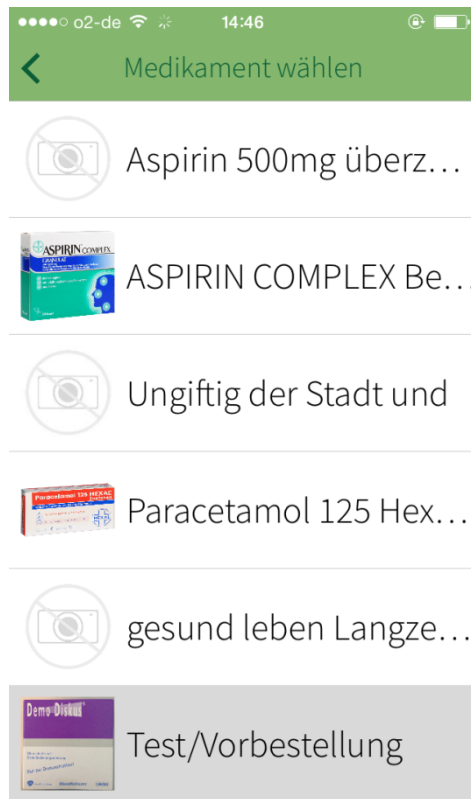 o2-de 14:46
Medikament wählen
Aspirin 500mg überz...
ASPIRIN COMPLEX
ASPIRIN COMPLEX Be...
Ungiftig der Stadt und
Paracetamol 125 HEXAL
Paracetamol 125 Hex...
gesund leben Langze...
Demo Diskus
Test/Vorbestellung